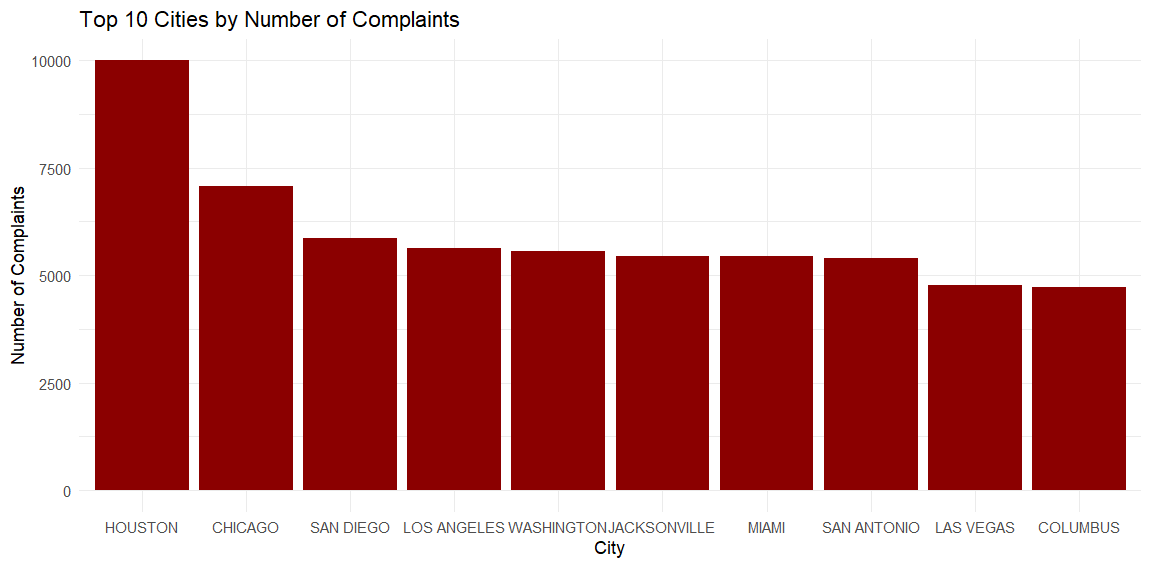 Top 10 Cities by Number of Complaints
Number of Complaints
10000
7500
5000
2500
0
HOUSTON CHICAGO SAN DIEGO LOS ANGELES WASHINGTON JACKSONVILLE MIAMI SAN ANTONIO LAS VEGAS COLUMBUS
City